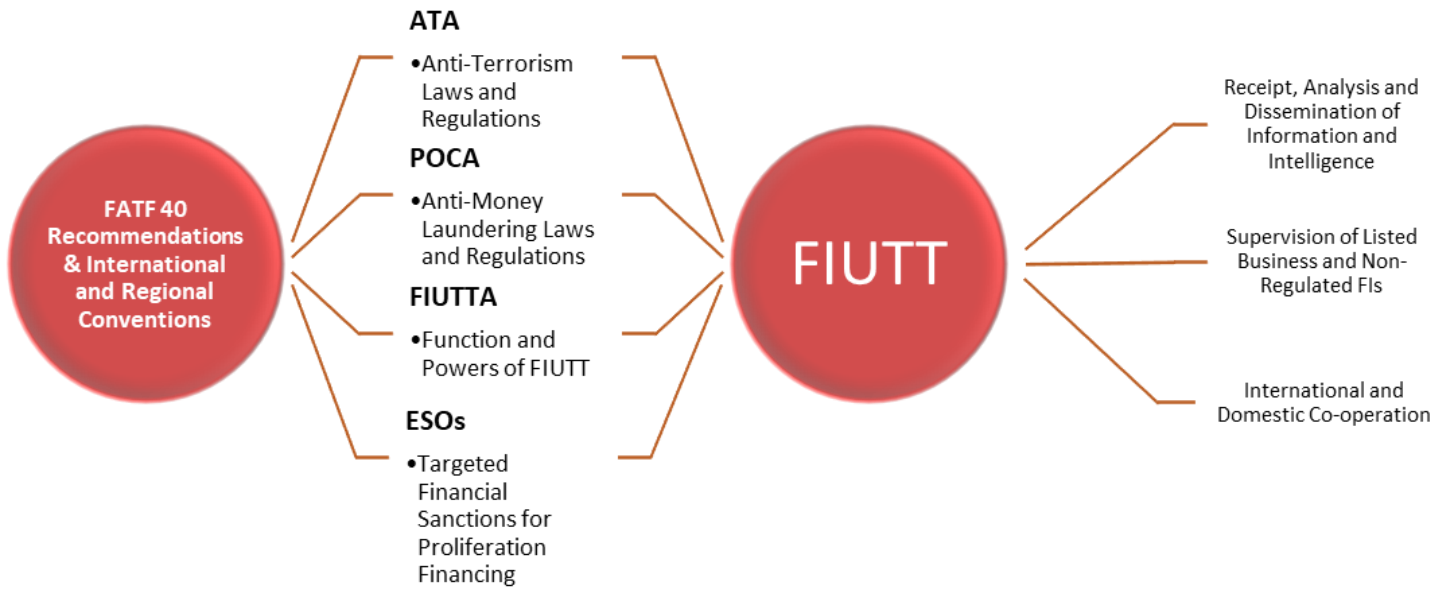 FATF 40
Recommendations
& International
and Regional
Conventions
ATA
•Anti-Terrorism
Laws and
Regulations
POCA
•Anti-Money
Laundering Laws
and Regulations
FIUTTA
•Function and
Powers of FIUTT
ESOs
•Targeted
Financial
Sanctions for
Proliferation
Financing
FIUTT
Receipt, Analysis and
Dissemination of
Information and
Intelligence
Supervision of Listed
Business and Non-
Regulated FIs
International and
Domestic Co-operation